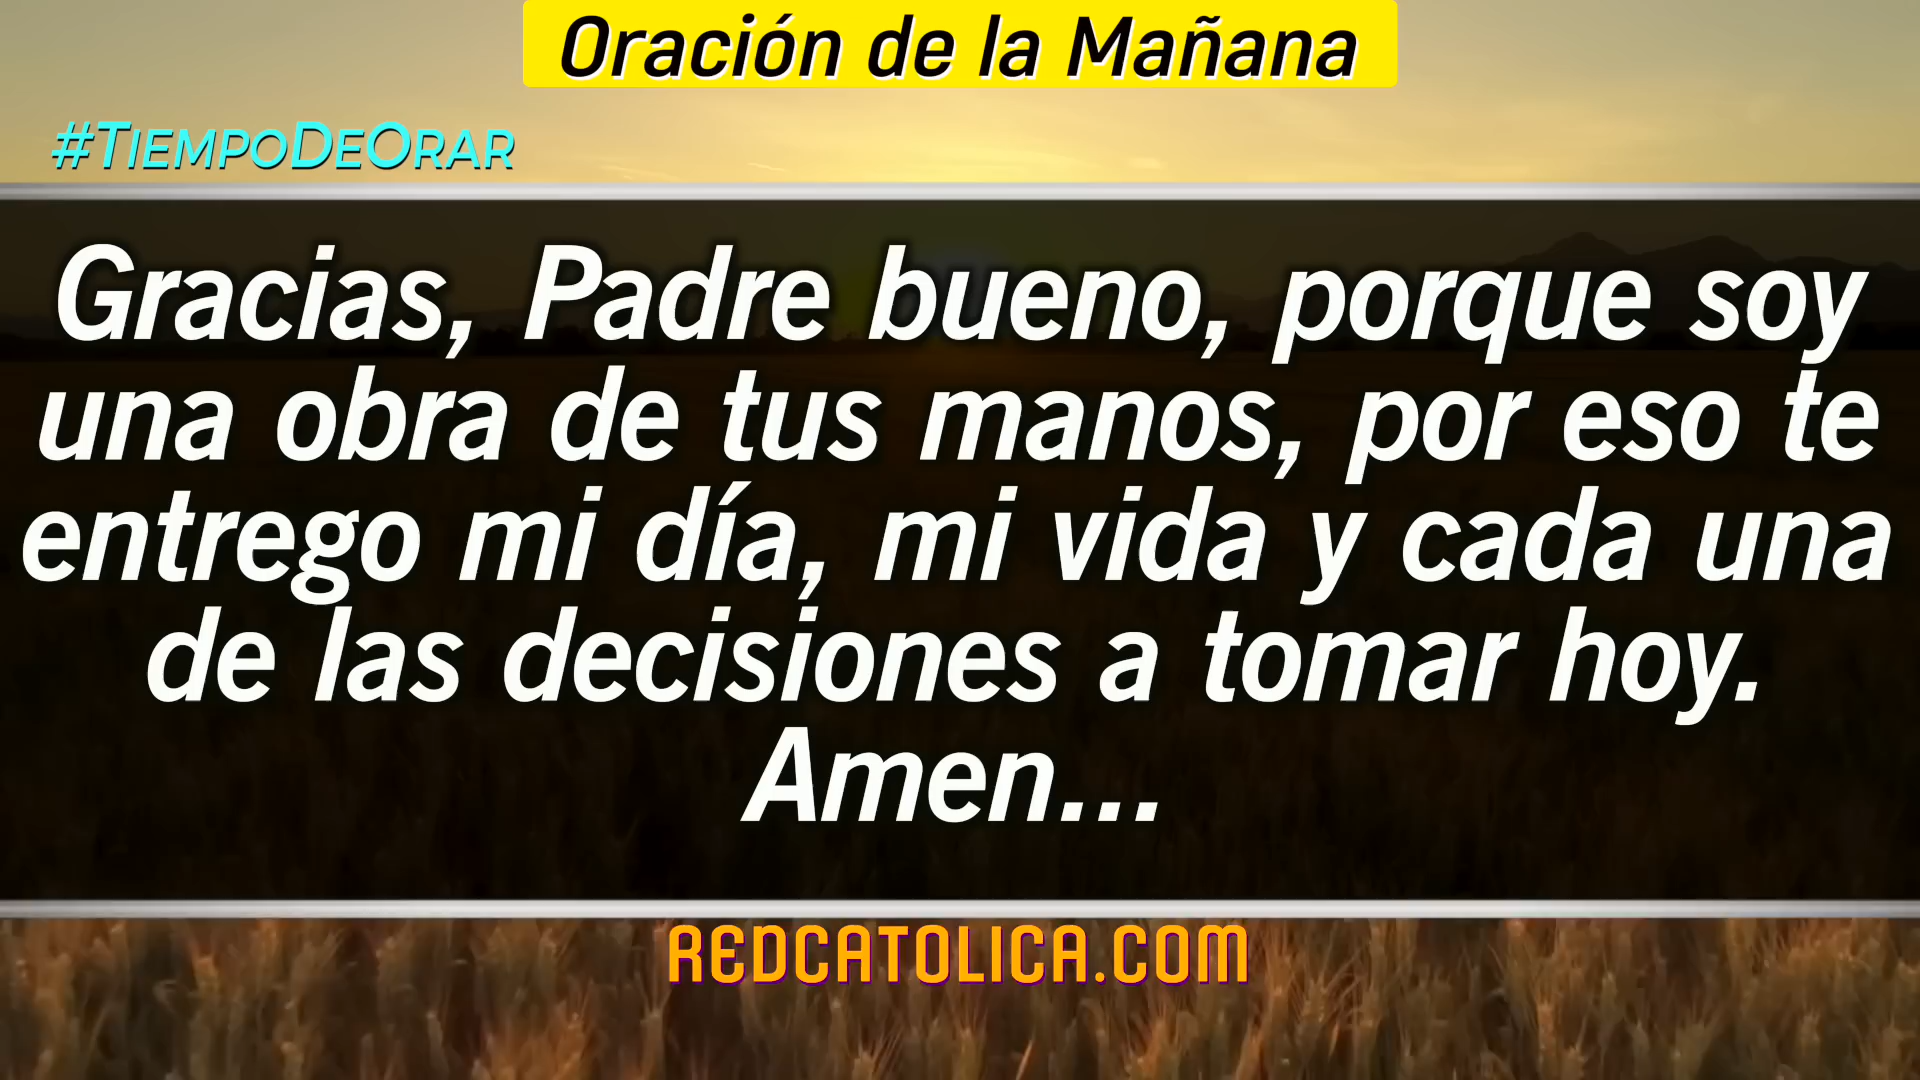 Oración de la Mañana
#TiempoDeOrar
Gracias, Padre bueno, porque soy
una obra de tus manos, por eso te
entrego mi día, mi vida y cada una
de las decisiones a tomar hoy.
Amen...
REDCATOLICA.COM